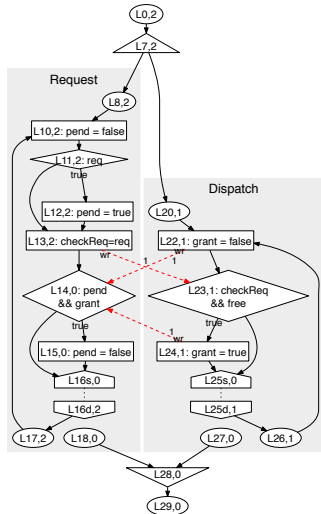 L0,2
L7,2
Request
L8,2
L10,2: pend = false
L11,2: req
true
Dispatch
L12,2: pend = true
L20,1
L13,2: checkReq=req
L22,1: grant = false
wr
1
wr
1
L14,0: pend
&& grant
L23,1: checkReq
&& free
true
true
1
wr
L15,0: pend = false
L24,1: grant = true
L16s,0
L25s,0
L16d,2
L25d,1
L17,2
L18,0
L27,0
L26,1
L28,0
L29,0